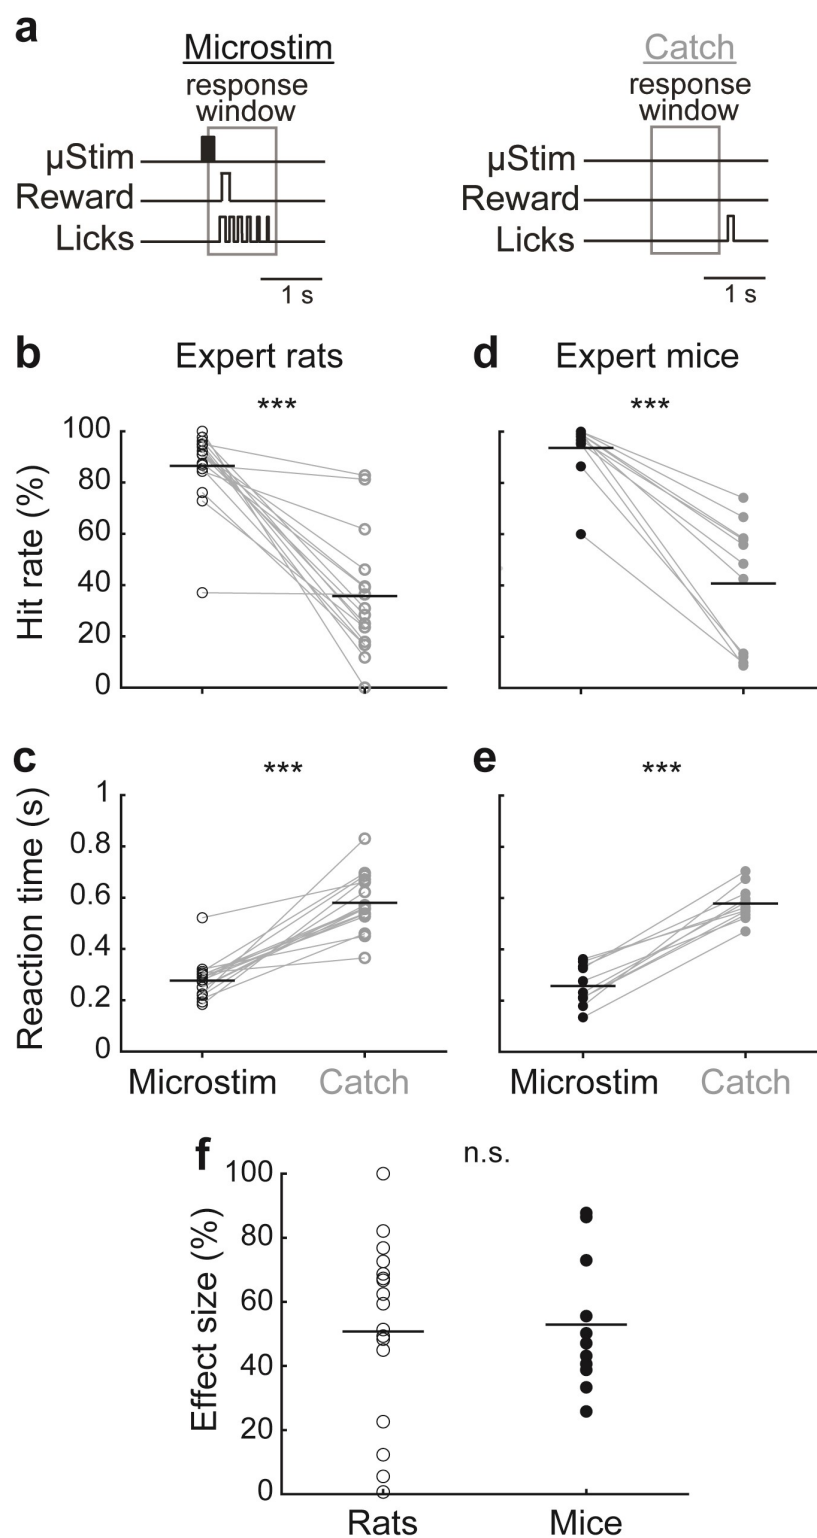 a
Microstim
response
window
µStim
Reward
Licks
1 s
Catch
response
window
µStim
Reward
Licks
1 s
b
Expert rats
***
Hit rate (%)
100
80
60
40
20
0
d
Expert mice
***
c
***
Reaction time (s)
1
0.8
0.6
0.4
0.2
0
Microstim
Catch
e
***
Microstim
Catch
f
n.s.
Effect size (%)
100
80
60
40
20
0
Rats
Mice